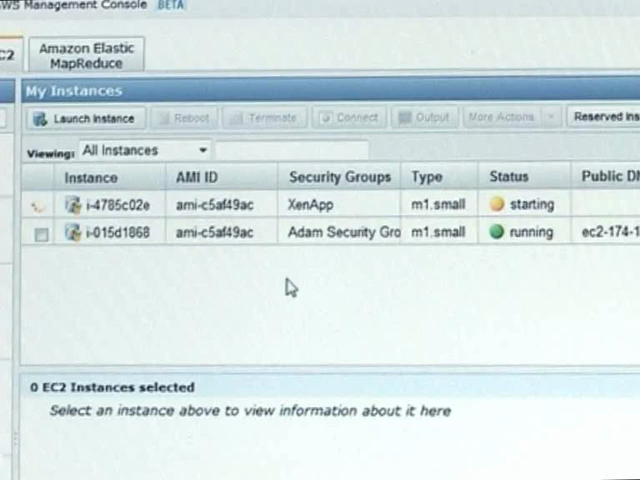 WS Management Console BETA
C2 Amazon Elastic MapReduce
My Instances
Launch Instance Reboot Terminate Connect Output More Actions Reserved Ins
Viewing: All Instances
Instance AMI ID Security Groups Type Status Public DN
i-4785c02e ami-c5af49ac XenApp m1.small starting
i-015d1868 ami-c5af49ac Adam Security Gro m1.small running ec2-174-1
0 EC2 Instances selected
Select an instance above to view information about it here